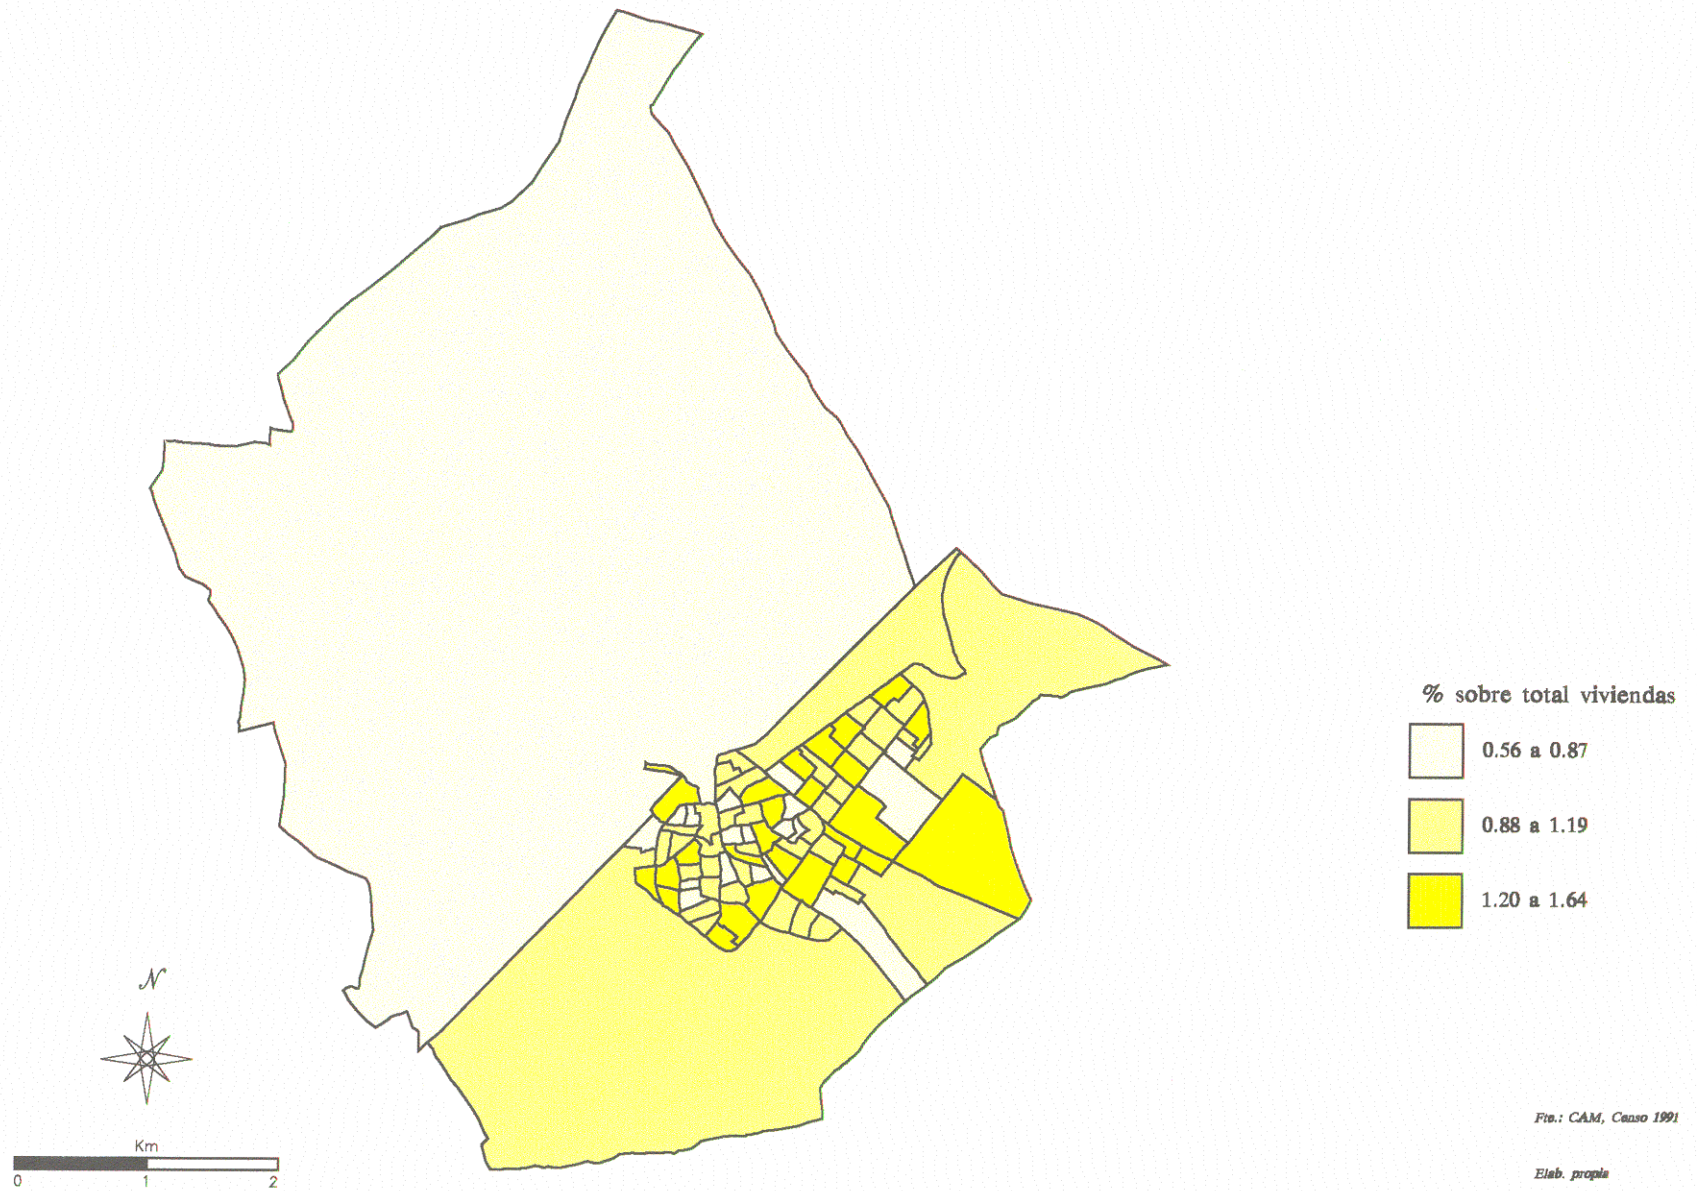 % sobre total viviendas
0.56 a 0.87
0.88 a 1.19
1.20 a 1.64
N
Km
0 1 2
Fte.: CAM, Censo 1991
Elab. propia